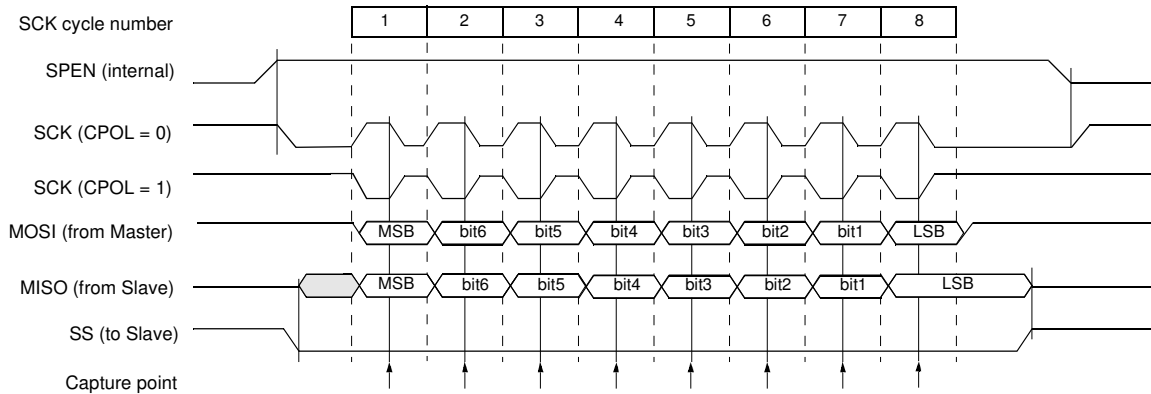 SCK cycle number 1 2 3 4 5 6 7 8
SPEN (internal)
SCK (CPOL = 0)
SCK (CPOL = 1)
MOSI (from Master) MSB bit6 bit5 bit4 bit3 bit2 bit1 LSB
MISO (from Slave) MSB bit6 bit5 bit4 bit3 bit2 bit1 LSB
SS (to Slave)
Capture point